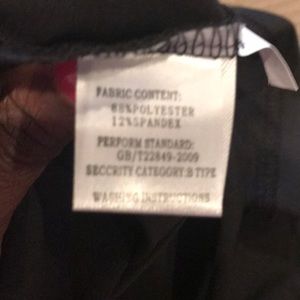 FABRIC CONTENT:
88%POLYESTER
12%SPANDEX
PERFORM STANDARD:
GB/T22849-2009
SECCRITY CATEGORY:B TYPE
WASHING INSTRUCTIONS